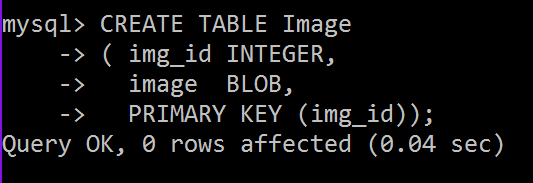 mysql> CREATE TABLE Image
    -> ( img_id INTEGER,
    ->   image  BLOB,
    ->   PRIMARY KEY (img_id));
Query OK, 0 rows affected (0.04 sec)